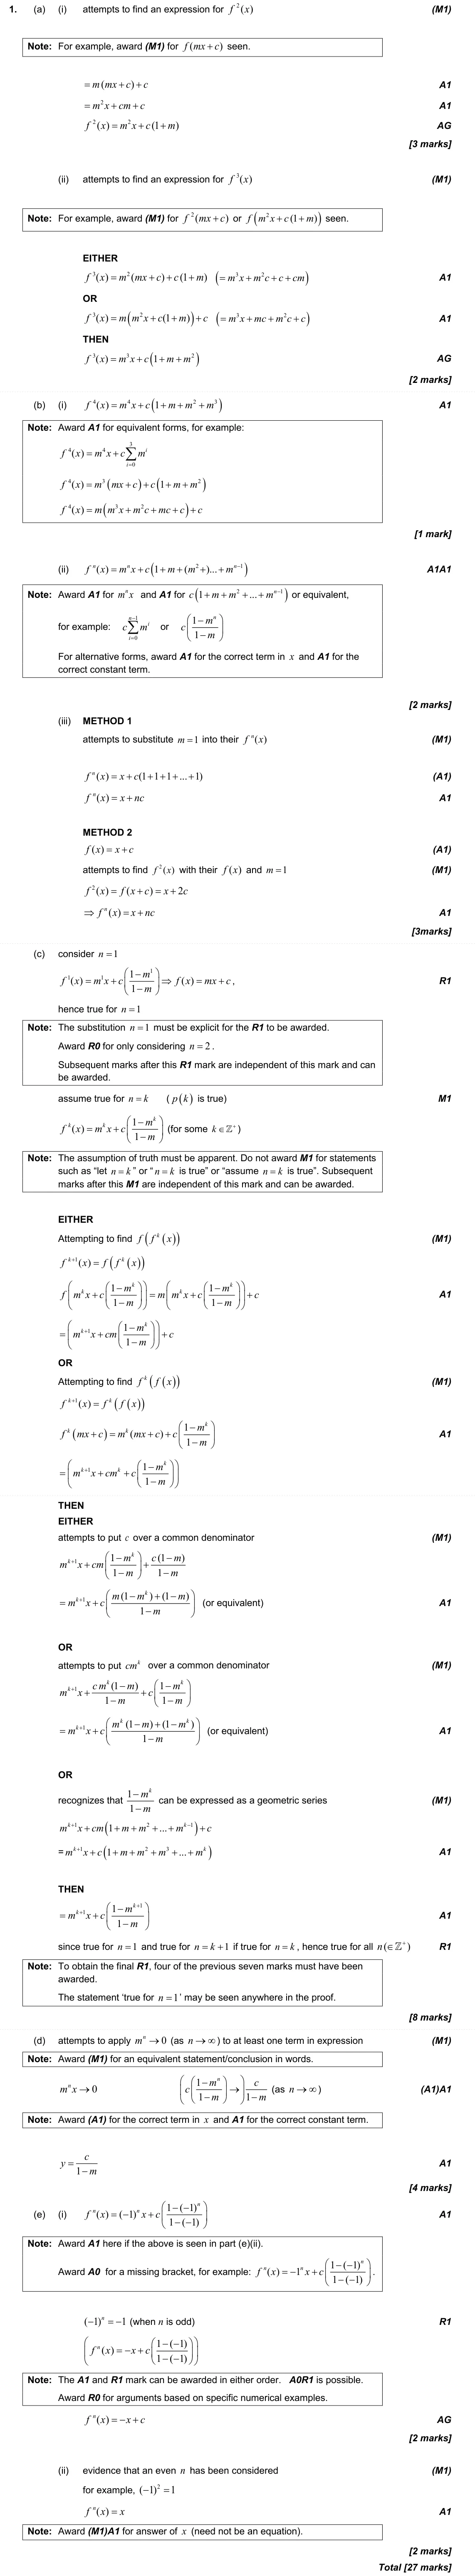 1. (a) (i) attempts to find an expression for f²(x) (M1)
Note: For example, award (M1) for f(mx + c) seen.
= m(mx + c) + c A1
= m²x + cm + c A1
f²(x) = m²x + c(1 + m) AG
[3 marks]
(ii) attempts to find an expression for f³(x) (M1)
Note: For example, award (M1) for f²(mx + c) or f(m²x + c(1 + m)) seen.
EITHER
f³(x) = m²(mx + c) + c(1 + m) (= m³x + m²c + c + cm) A1
OR
f³(x) = m(m²x + c(1 + m)) + c (= m³x + mc + m²c + c) A1
THEN
f³(x) = m³x + c(1 + m + m²) AG
[2 marks]
(b) (i) f⁴(x) = m⁴x + c(1 + m + m² + m³) A1
Note: Award A1 for equivalent forms, for example:
f⁴(x) = m⁴x + c∑_{i=0}^{3} mⁱ
f⁴(x) = m³(mx + c) + c(1 + m + m²)
f⁴(x) = m(m³x + m²c + mc + c) + c
[1 mark]
(ii) fⁿ(x) = mⁿx + c(1 + m + (m² +)... + mⁿ⁻¹) A1A1
Note: Award A1 for mⁿx and A1 for c(1 + m + m² + ... + mⁿ⁻¹) or equivalent,
for example: c∑_{i=0}^{n−1} mⁱ or c((1 − mⁿ)/(1 − m))
For alternative forms, award A1 for the correct term in x and A1 for the
correct constant term.
[2 marks]
(iii) METHOD 1
attempts to substitute m = 1 into their fⁿ(x) (M1)
fⁿ(x) = x + c(1 + 1 + 1 + ... + 1) (A1)
fⁿ(x) = x + nc A1
METHOD 2
f(x) = x + c (A1)
attempts to find f²(x) with their f(x) and m = 1 (M1)
f²(x) = f(x + c) = x + 2c
⇒ fⁿ(x) = x + nc A1
[3marks]
(c) consider n = 1
f¹(x) = m¹x + c((1 − m¹)/(1 − m)) ⇒ f(x) = mx + c, R1
hence true for n = 1
Note: The substitution n = 1 must be explicit for the R1 to be awarded.
Award R0 for only considering n = 2.
Subsequent marks after this R1 mark are independent of this mark and can
be awarded.
assume true for n = k (p(k) is true) M1
fᵏ(x) = mᵏx + c((1 − mᵏ)/(1 − m)) (for some k ∈ ℤ⁺)
Note: The assumption of truth must be apparent. Do not award M1 for statements
such as “let n = k” or “n = k is true” or “assume n = k is true”. Subsequent
marks after this M1 are independent of this mark and can be awarded.
EITHER
Attempting to find f(fᵏ(x)) (M1)
fᵏ⁺¹(x) = f(fᵏ(x))
f(mᵏx + c((1 − mᵏ)/(1 − m))) = m(mᵏx + c((1 − mᵏ)/(1 − m))) + c A1
= (mᵏ⁺¹x + cm((1 − mᵏ)/(1 − m))) + c
OR
Attempting to find fᵏ(f(x)) (M1)
fᵏ⁺¹(x) = fᵏ(f(x))
fᵏ(mx + c) = mᵏ(mx + c) + c((1 − mᵏ)/(1 − m)) A1
= (mᵏ⁺¹x + cmᵏ + c((1 − mᵏ)/(1 − m)))
THEN
EITHER
attempts to put c over a common denominator (M1)
mᵏ⁺¹x + cm((1 − mᵏ)/(1 − m)) + c(1 − m)/(1 − m)
= mᵏ⁺¹x + c((m(1 − mᵏ) + (1 − m))/(1 − m)) (or equivalent) A1
OR
attempts to put cmᵏ over a common denominator (M1)
mᵏ⁺¹x + c mᵏ(1 − m)/(1 − m) + c((1 − mᵏ)/(1 − m))
= mᵏ⁺¹x + c((mᵏ(1 − m) + (1 − mᵏ))/(1 − m)) (or equivalent) A1
OR
recognizes that (1 − mᵏ)/(1 − m) can be expressed as a geometric series (M1)
mᵏ⁺¹x + cm(1 + m + m² + ... + mᵏ⁻¹) + c
= mᵏ⁺¹x + c(1 + m + m² + m³ + ... + mᵏ) A1
THEN
= mᵏ⁺¹x + c((1 − mᵏ⁺¹)/(1 − m)) A1
since true for n = 1 and true for n = k + 1 if true for n = k, hence true for all n(∈ ℤ⁺) R1
Note: To obtain the final R1, four of the previous seven marks must have been
awarded.
The statement ‘true for n = 1’ may be seen anywhere in the proof.
[8 marks]
(d) attempts to apply mⁿ → 0 (as n → ∞) to at least one term in expression (M1)
Note: Award (M1) for an equivalent statement/conclusion in words.
mⁿx → 0 (c((1 − mⁿ)/(1 − m)) →) c/(1 − m) (as n → ∞) (A1)A1
Note: Award (A1) for the correct term in x and A1 for the correct constant term.
y = c/(1 − m) A1
[4 marks]
(e) (i) fⁿ(x) = (−1)ⁿx + c((1 − (−1)ⁿ)/(1 − (−1))) A1
Note: Award A1 here if the above is seen in part (e)(ii).
Award A0 for a missing bracket, for example: fⁿ(x) = −1ⁿx + c((1 − (−1)ⁿ)/(1 − (−1))).
(−1)ⁿ = −1 (when n is odd) R1
(fⁿ(x) = −x + c((1 − (−1))/(1 − (−1))))
Note: The A1 and R1 mark can be awarded in either order. A0R1 is possible.
Award R0 for arguments based on specific numerical examples.
fⁿ(x) = −x + c AG
[2 marks]
(ii) evidence that an even n has been considered (M1)
for example, (−1)² = 1
fⁿ(x) = x A1
Note: Award (M1)A1 for answer of x (need not be an equation).
[2 marks]
Total [27 marks]